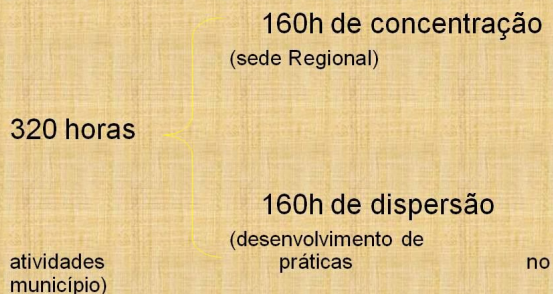 160h de concentração
(sede Regional)
320 horas
160h de dispersão
(desenvolvimento de
atividades práticas no
município)